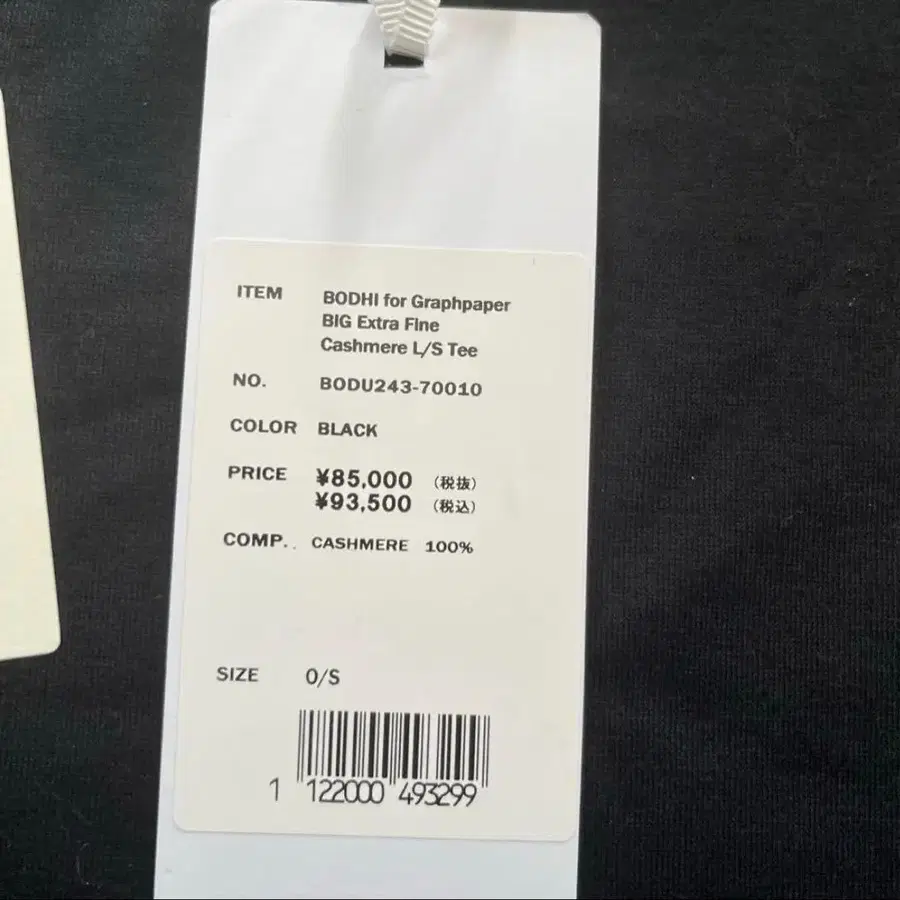 ITEM BODHI for Graphpaper
BIG Extra Fine
Cashmere L/S Tee
NO. BODU243-70010
COLOR BLACK
PRICE ¥85,000 (税抜)
¥93,500 (税込)
COMP.. CASHMERE 100%
SIZE O/S
1 122000 493299